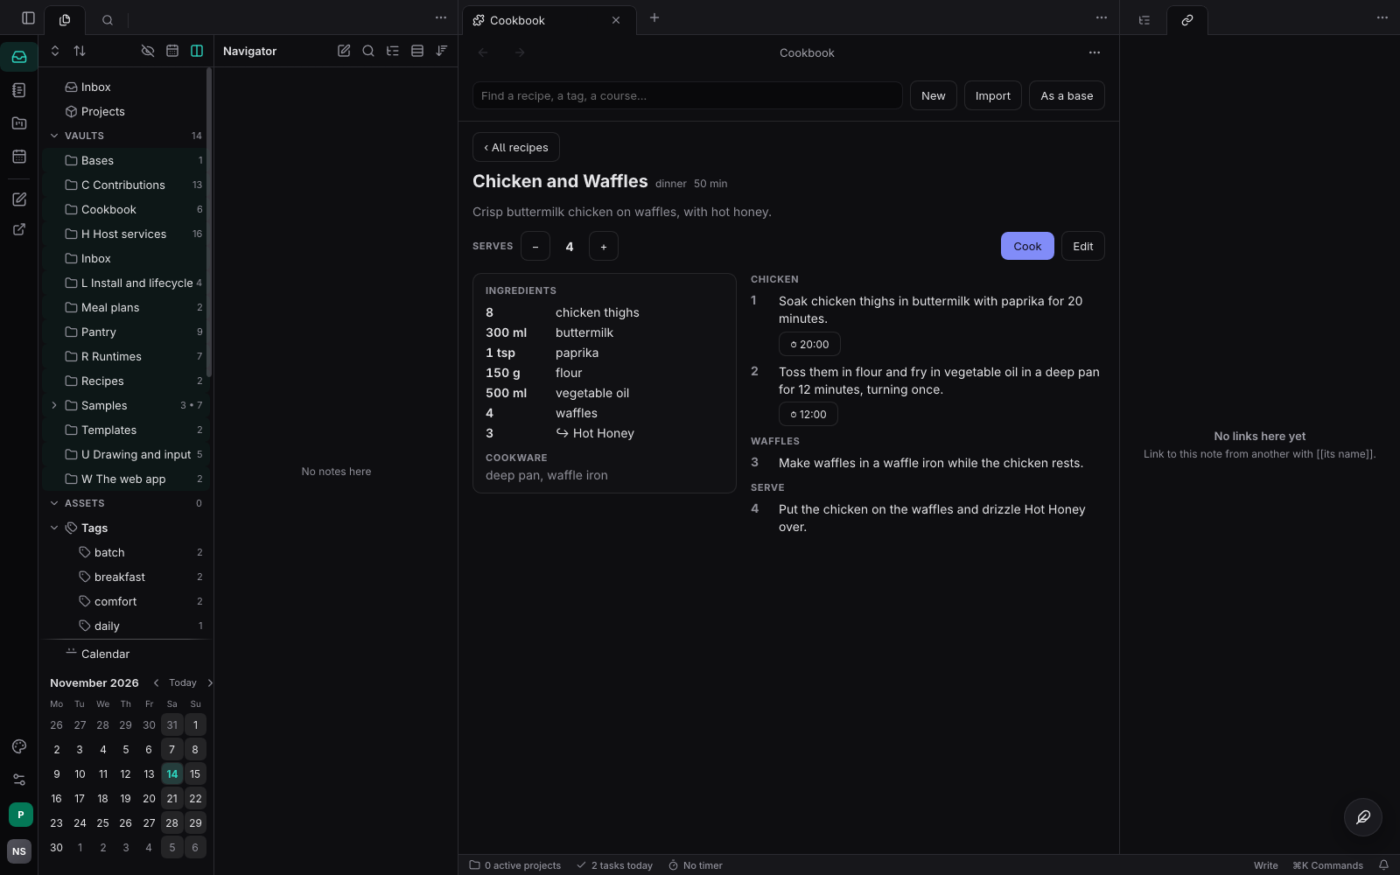 Cookbook
Navigator
Cookbook
Inbox
Projects
VAULTS 14
Bases 1
C Contributions 13
Cookbook 6
H Host services 16
Inbox
L Install and lifecycle 4
Meal plans 2
Pantry 9
R Runtimes 7
Recipes 2
Samples 3 • 7
Templates 2
U Drawing and input 5
W The web app 2
ASSETS 0
Tags
batch 2
breakfast 2
comfort 2
daily 1
Calendar
November 2026 Today
Mo Tu We Th Fr Sa Su
26 27 28 29 30 31 1
2 3 4 5 6 7 8
9 10 11 12 13 14 15
16 17 18 19 20 21 22
23 24 25 26 27 28 29
30 1 2 3 4 5 6
P
NS
No notes here
Find a recipe, a tag, a course...
New
Import
As a base
‹ All recipes
Chicken and Waffles dinner 50 min
Crisp buttermilk chicken on waffles, with hot honey.
SERVES − 4 +
Cook
Edit
INGREDIENTS
8 chicken thighs
300 ml buttermilk
1 tsp paprika
150 g flour
500 ml vegetable oil
4 waffles
3 ↪ Hot Honey
COOKWARE
deep pan, waffle iron
CHICKEN
1 Soak chicken thighs in buttermilk with paprika for 20
minutes.
20:00
2 Toss them in flour and fry in vegetable oil in a deep pan
for 12 minutes, turning once.
12:00
WAFFLES
3 Make waffles in a waffle iron while the chicken rests.
SERVE
4 Put the chicken on the waffles and drizzle Hot Honey
over.
No links here yet
Link to this note from another with [[its name]].
0 active projects
2 tasks today
No timer
Write
⌘K Commands